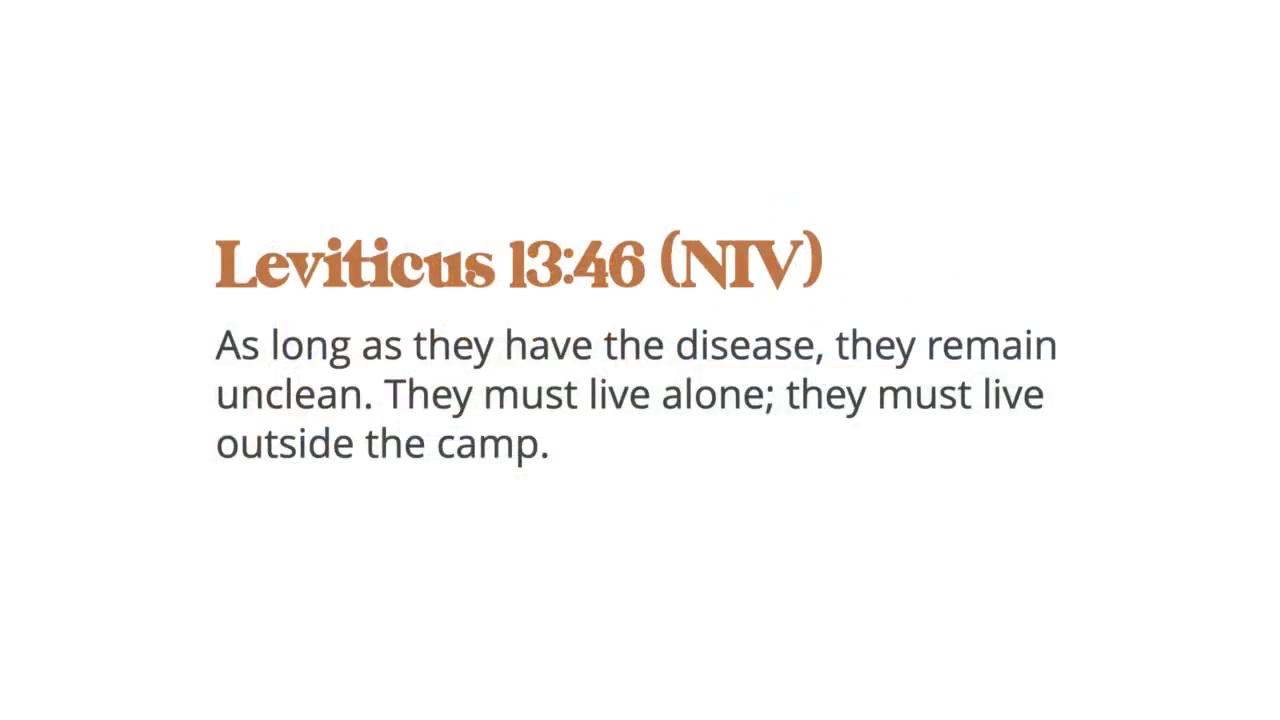 Leviticus 13:46 (NIV)
As long as they have the disease, they remain
unclean. They must live alone; they must live
outside the camp.